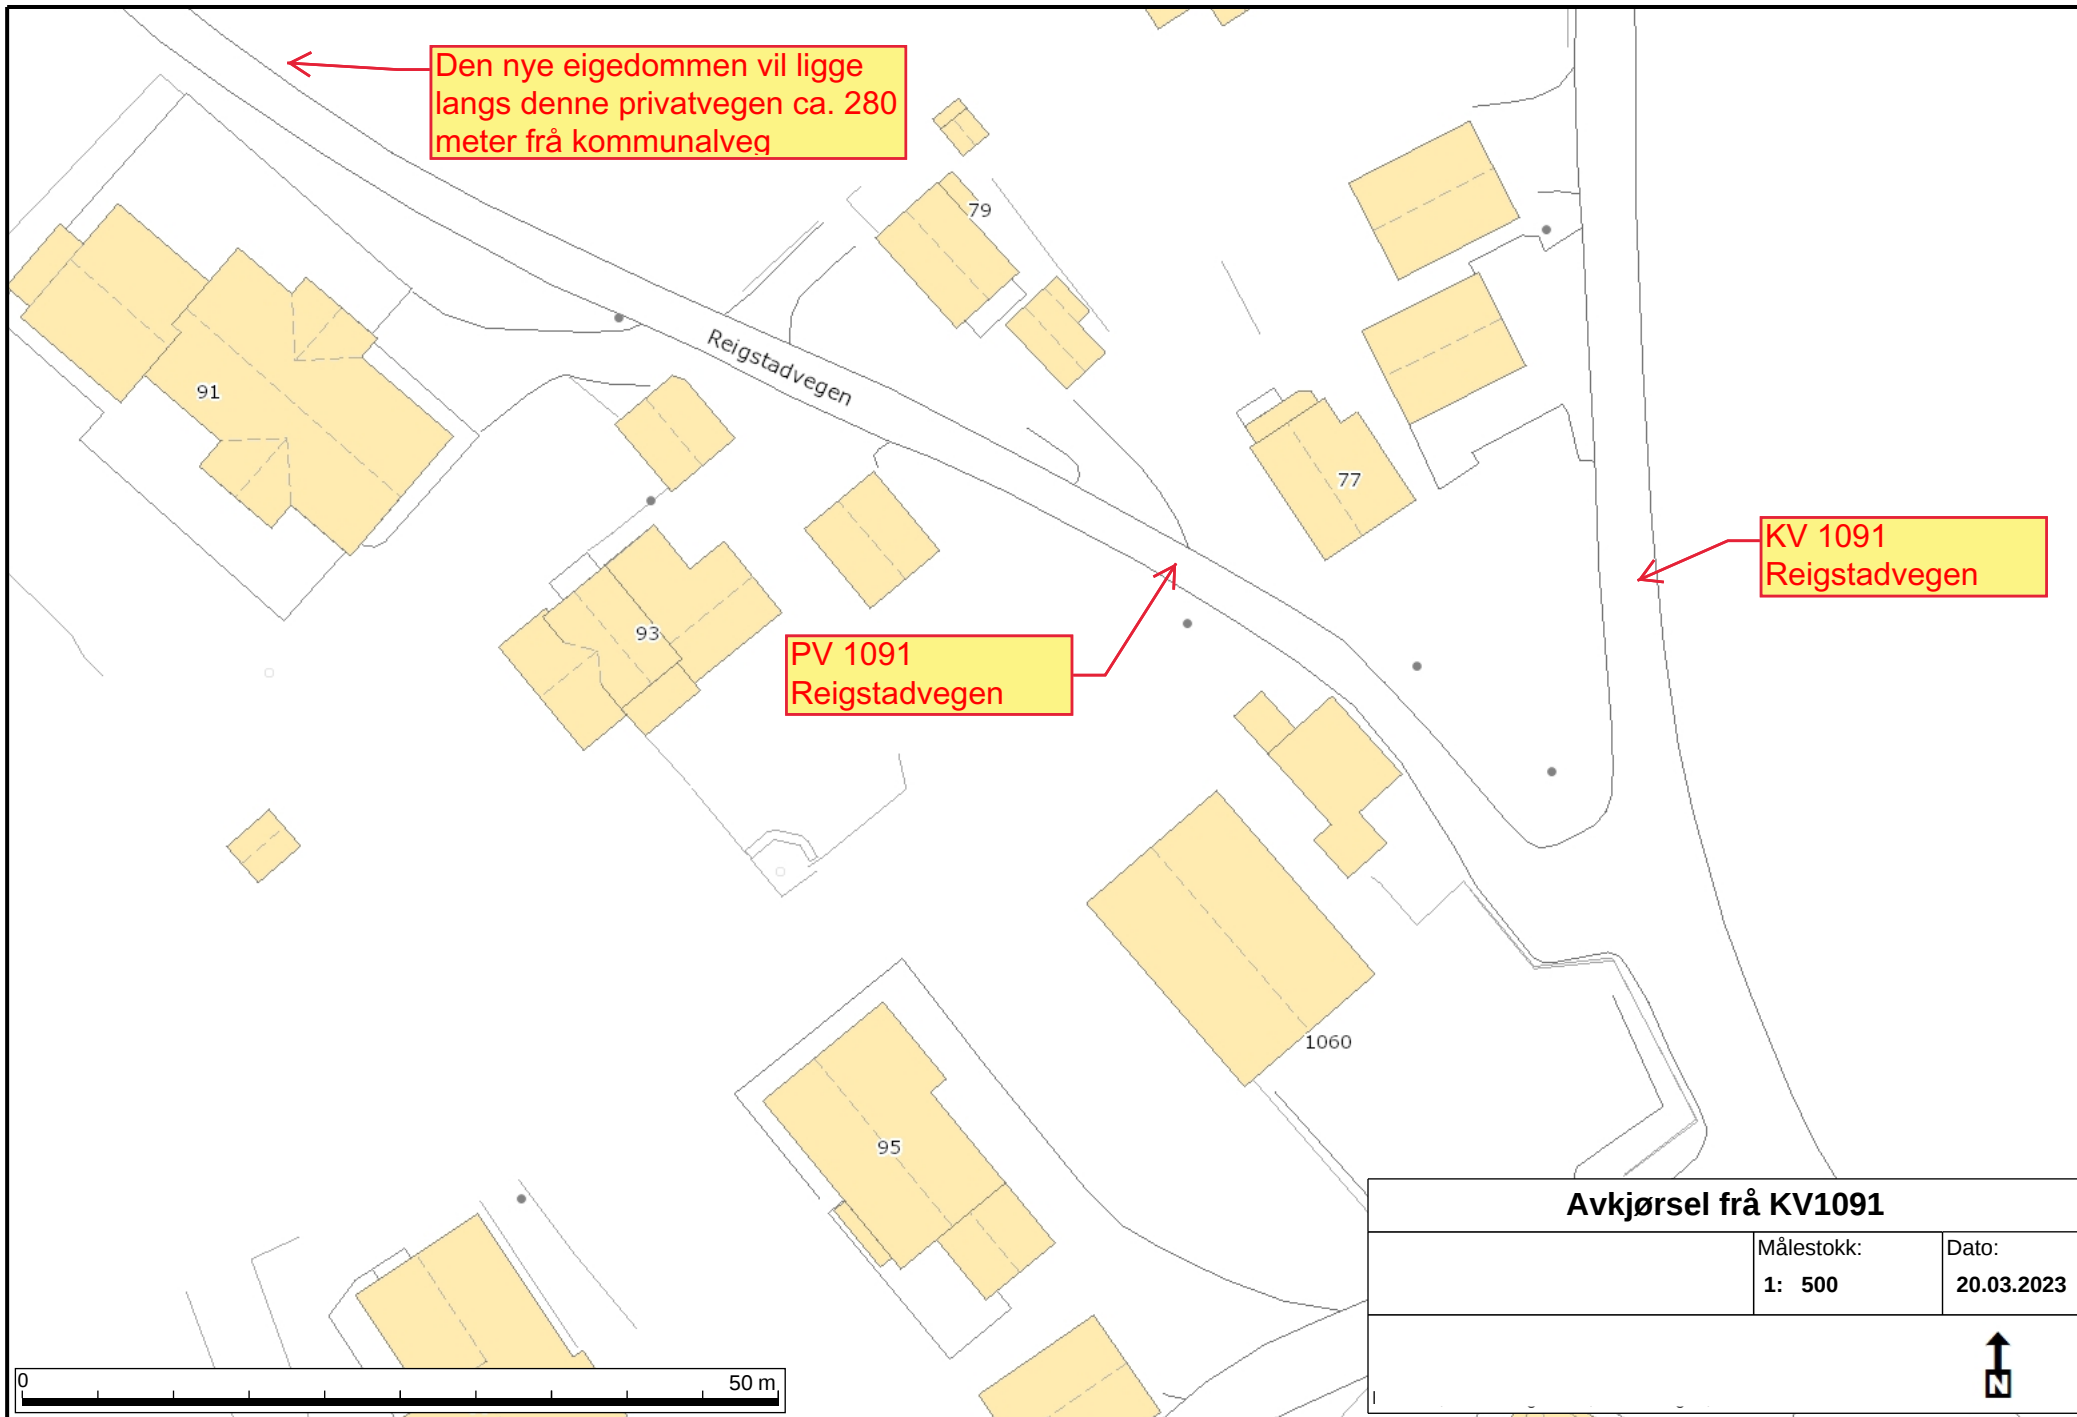 Den nye eigedommen vil ligge
langs denne privatvegen ca. 280
meter frå kommunalveg
79
Reigstadvegen
91
77
KV 1091
Reigstadvegen
93
PV 1091
Reigstadvegen
1060
95
Avkjørsel frå KV1091
Målestokk:
1: 500
Dato:
20.03.2023
N
0
50 m